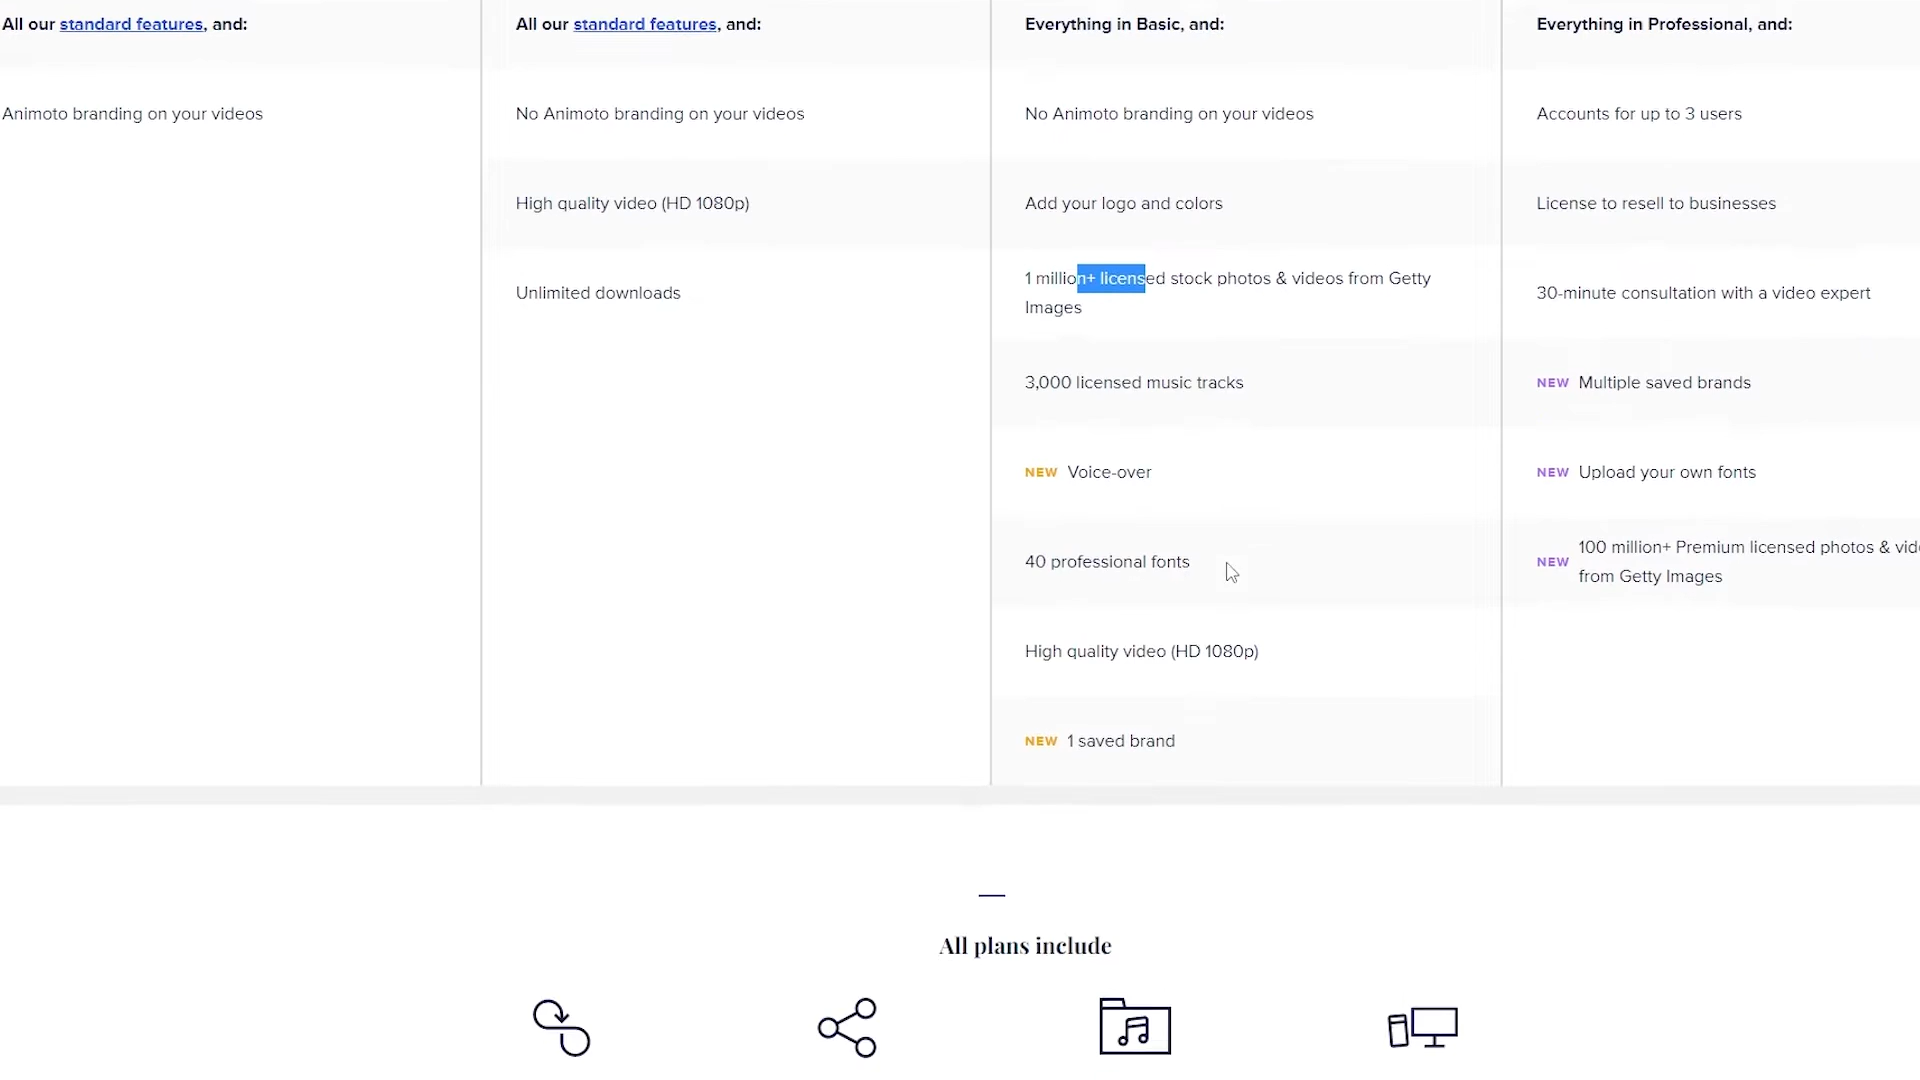 All our standard features, and:
Animoto branding on your videos
All our standard features, and:
No Animoto branding on your videos
High quality video (HD 1080p)
Unlimited downloads
Everything in Basic, and:
No Animoto branding on your videos
Add your logo and colors
1 million+ licensed stock photos & videos from Getty
Images
3,000 licensed music tracks
NEW Voice-over
40 professional fonts
High quality video (HD 1080p)
NEW 1 saved brand
Everything in Professional, and:
Accounts for up to 3 users
License to resell to businesses
30-minute consultation with a video expert
NEW Multiple saved brands
NEW Upload your own fonts
NEW 100 million+ Premium licensed photos &
from Getty Images
All plans include